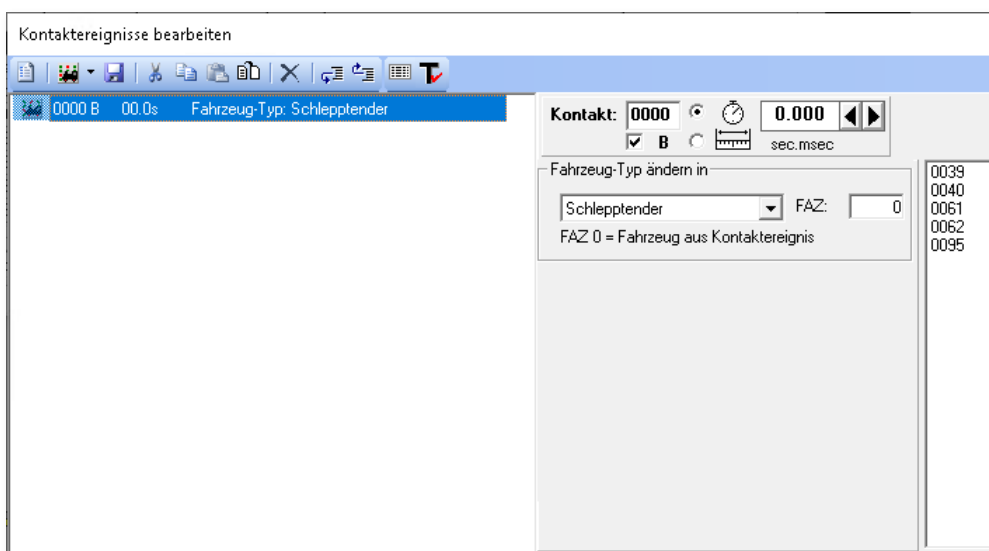 Kontaktereignisse bearbeiten
0000 B 00.0s Fahrzeug-Typ: Schlepptender
Kontakt: 0000 0.000
B sec.msec
Fahrzeug-Typ ändern in
Schlepptender FAZ: 0
FAZ 0 = Fahrzeug aus Kontaktereignis
0039
0040
0061
0062
0095